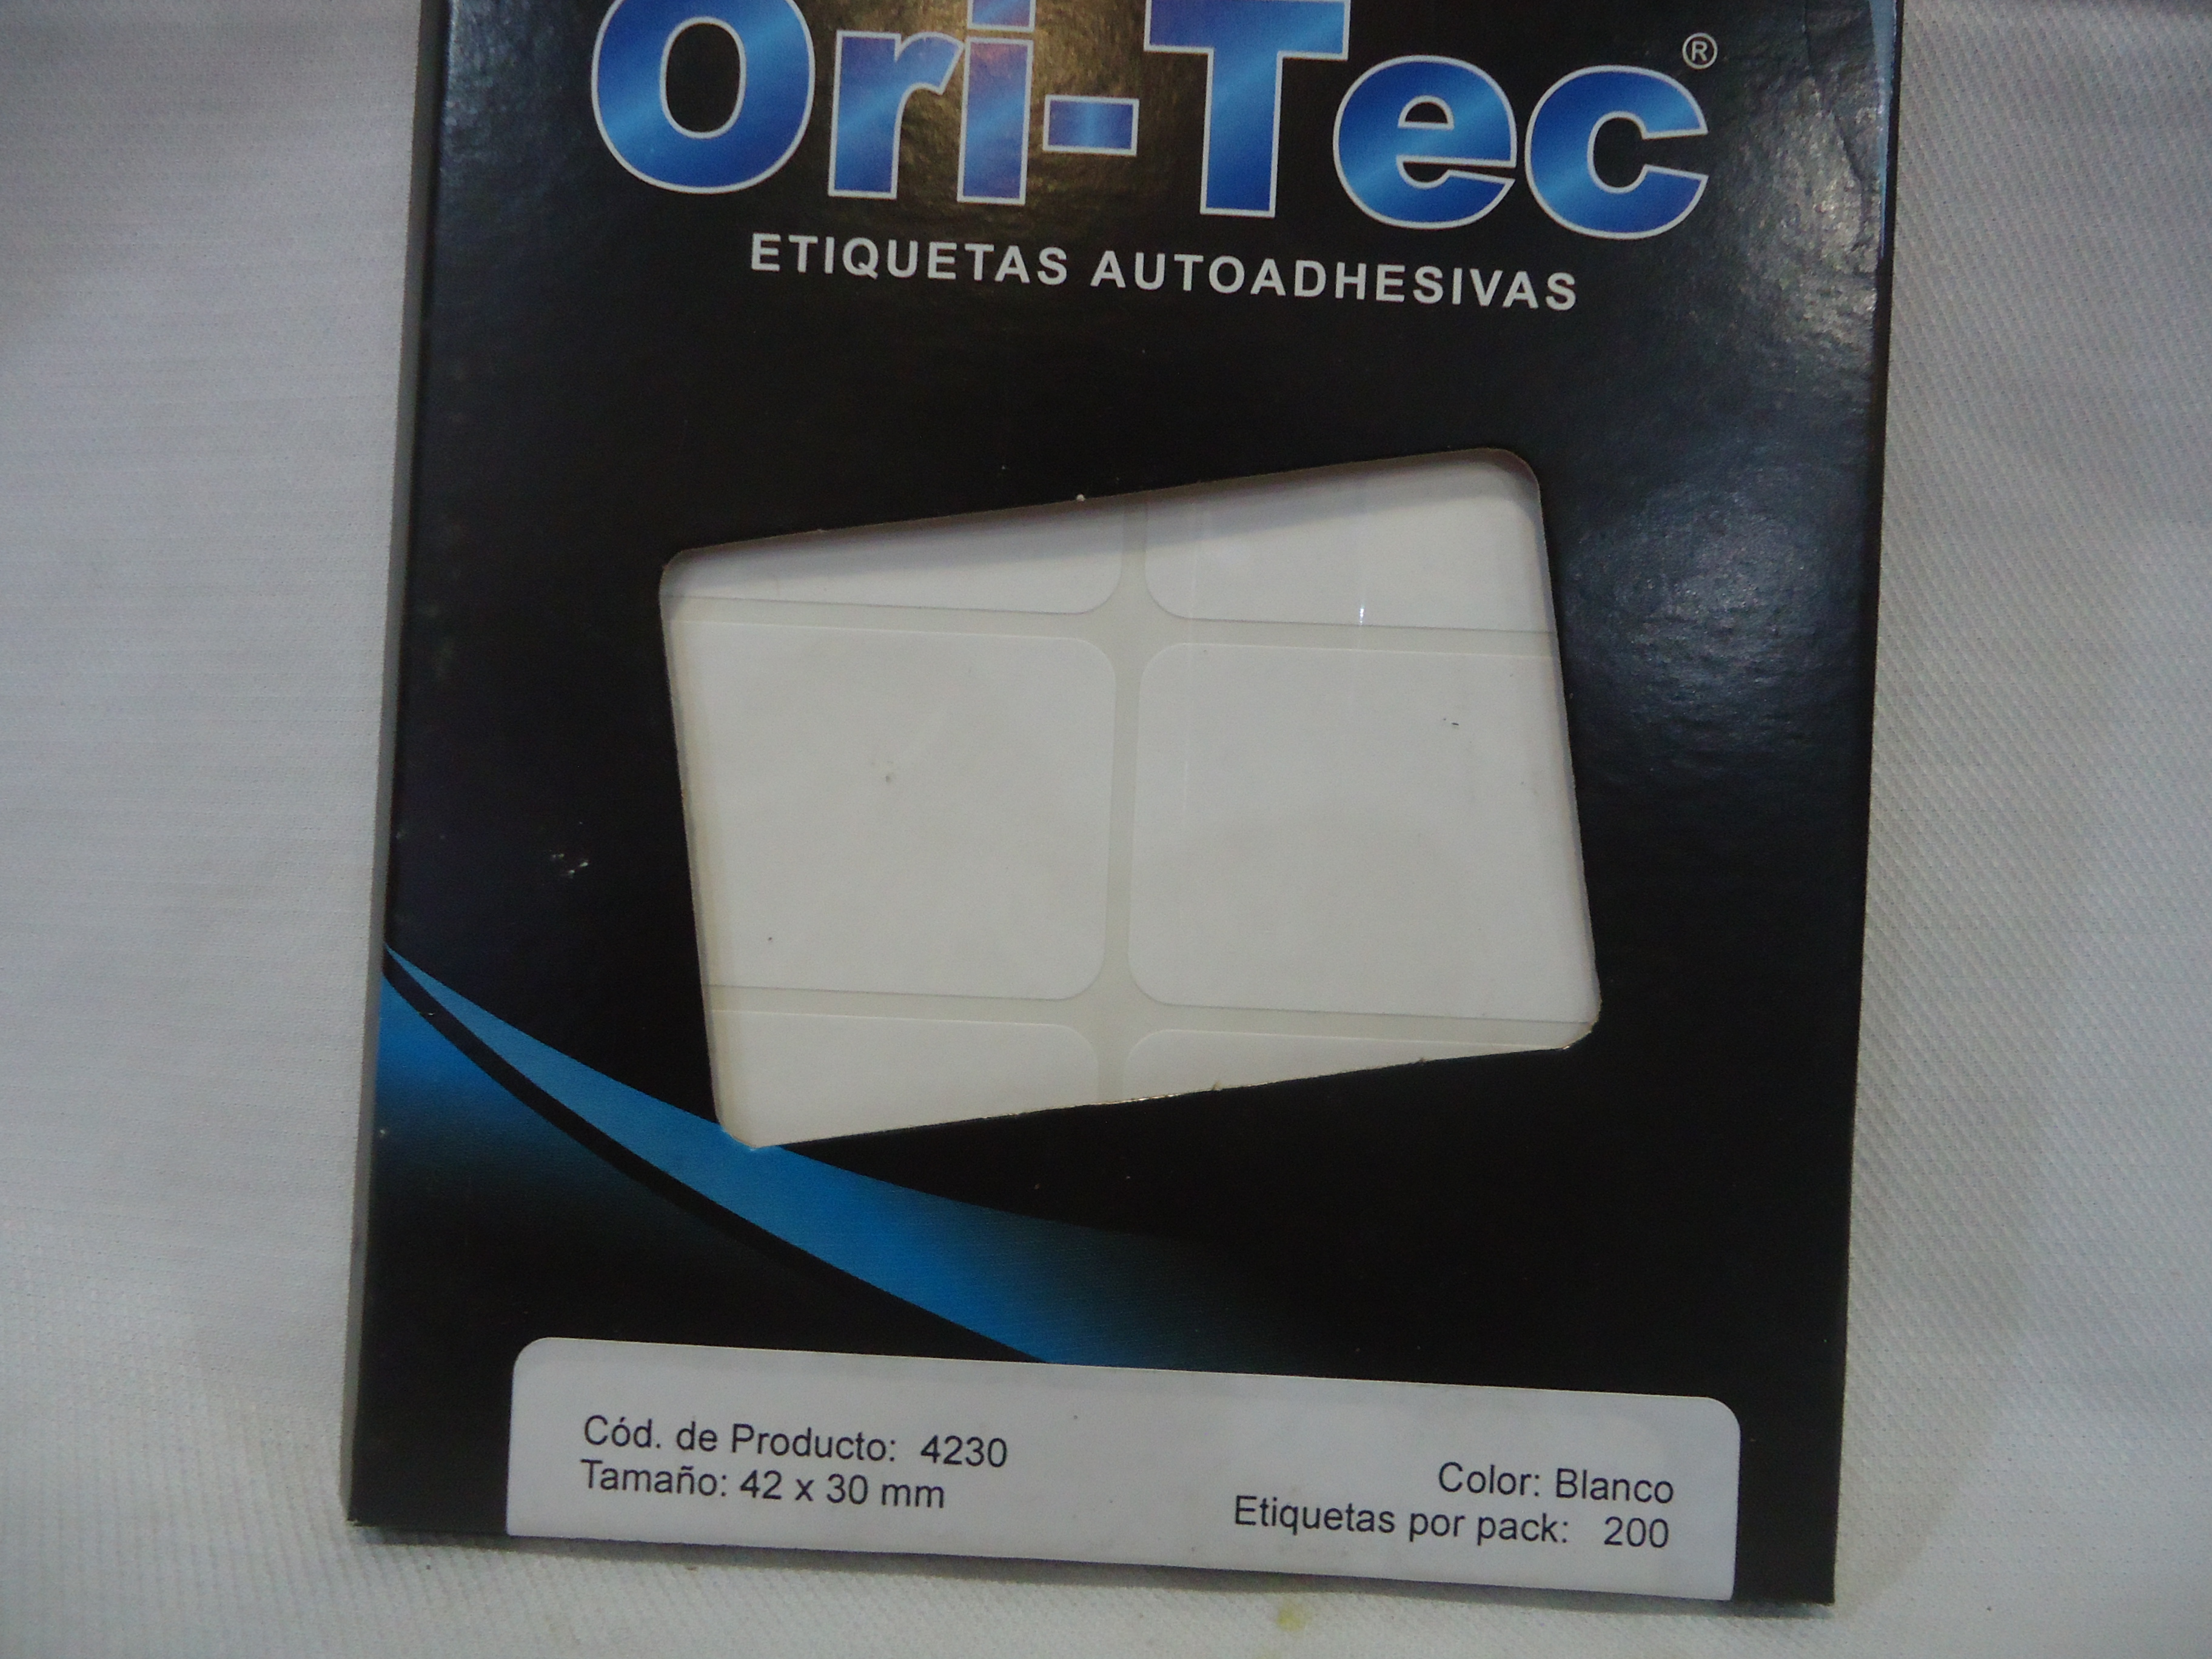 Ori-Tec®
ETIQUETAS AUTOADHESIVAS
Cód. de Producto: 4230
Tamaño: 42 x 30 mm
Color: Blanco
Etiquetas por pack: 200